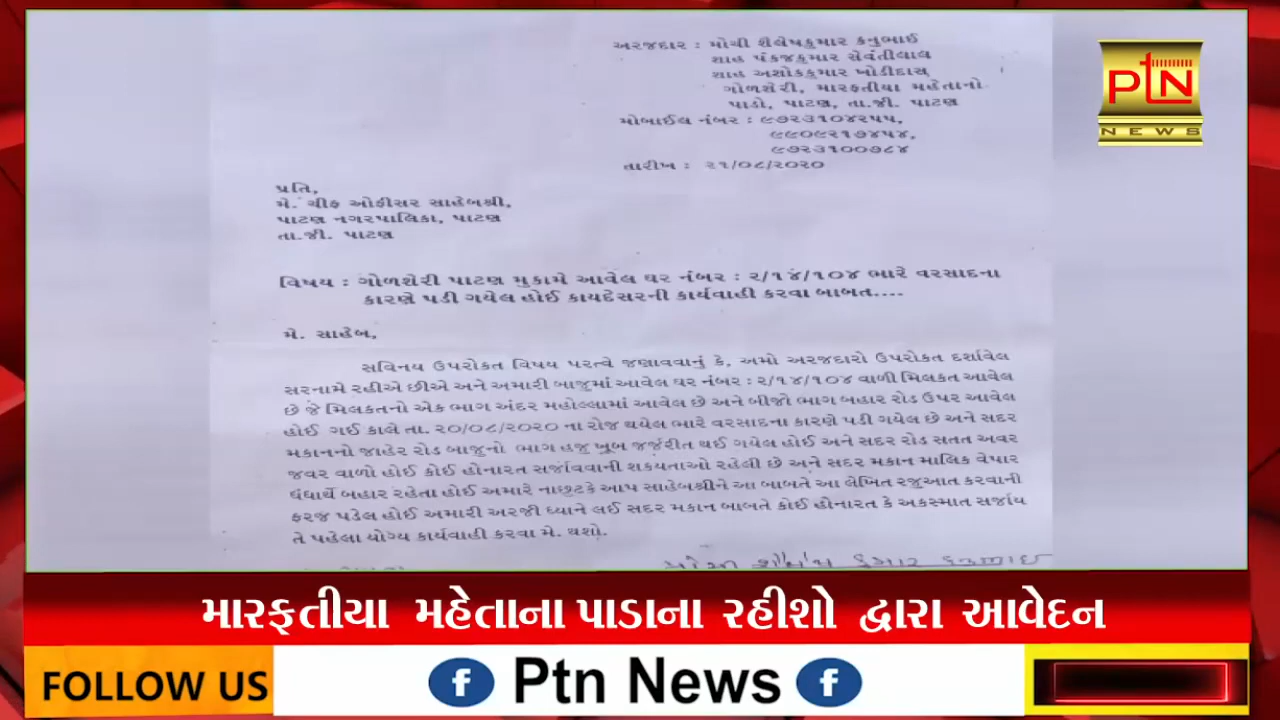 અરજદાર : મોચી શૈલેષકુમાર કનુભાઈ
શાહ પંકજકુમાર સેવંતીલાલ
શાહ અશોકકુમાર ખોડીદાસ
ગોળશેરી, મારફતીયા મહેતાનો
પાડો, પાટણ, તા.જી. પાટણ
મોબાઈલ નંબર : ૯૭૨૩૧૦૪૨૫૫,
૯૯૦૯૨૧૭૪૫૪,
૯૭૨૩૧૦૦૭૮૪
તારીખ : ૨૧/૦૮/૨૦૨૦
પ્રતિ,
મે. ચીફ ઓફીસર સાહેબશ્રી,
પાટણ નગરપાલિકા, પાટણ
તા.જી. પાટણ
વિષય : ગોળશેરી પાટણ મુકામે આવેલ ઘર નંબર : ૨/૧૪/૧૦૪ ભારે વરસાદના
કારણે પડી ગયેલ હોઈ કાયદેસરની કાર્યવાહી કરવા બાબત....
મે. સાહેબ,
સવિનય ઉપરોકત વિષય પરત્વે જણાવવાનું કે, અમો અરજદારો ઉપરોકત દર્શાવેલ
સરનામે રહીએ છીએ અને અમારી બાજુમાં આવેલ ઘર નંબર : ૨/૧૪/૧૦૪ વાળી મિલકત આવેલ
છે જે મિલકતનો એક ભાગ અંદર મહોલ્લામાં આવેલ છે અને બીજો ભાગ બહાર રોડ ઉપર આવેલ
હોઈ ગઈ કાલે તા. ૨૦/૦૮/૨૦૨૦ ના રોજ થયેલ ભારે વરસાદના કારણે પડી ગયેલ છે અને સદર
મકાનનો જાહેર રોડ બાજુનો ભાગ હજુ ખુબ જર્જરીત થઈ ગયેલ હોઈ અને સદર રોડ સતત અવર
જવર વાળો હોઈ કોઈ હોનારત સર્જાવવાની શકયતાઓ રહેલી છે અને સદર મકાન માલિક વેપાર
ધંધાર્થે બહાર રહેતા હોઈ અમારે નાછુટકે આપ સાહેબશ્રીને આ બાબતે આ લેખિત રજુઆત કરવાની
ફરજ પડેલ હોઈ અમારી અરજી ધ્યાને લઈ સદર મકાન બાબતે કોઈ હોનારત કે અકસ્માત સર્જાય
તે પહેલા યોગ્ય કાર્યવાહી કરવા મે. થશો.
PTN
NEWS
મારફતીયા મહેતાના પાડાના રહીશો દ્વારા આવેદન
FOLLOW US
f Ptn News f